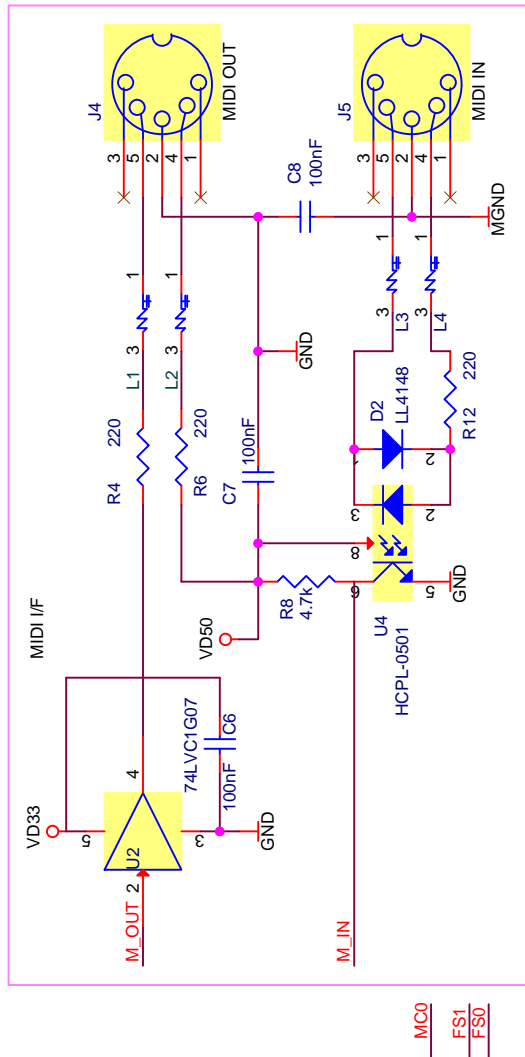 MIDI OUT
J4
3
5
2
4
1
MIDI IN
J5
3
5
2
4
1
C8
100nF
MGND
1
3
L1
1
3
L2
1
3
L3
1
3
L4
GND
220
R4
220
R6
100nF
C7
D2
LL4148
1
2
220
R12
3
2
8
6
5
GND
U4
HCPL-0501
R8
4.7k
VD50
MIDI I/F
74LVC1G07
C6
100nF
4
VD33
5
U2
3
GND
2
M_OUT
M_IN
MC0
FS1
FS0